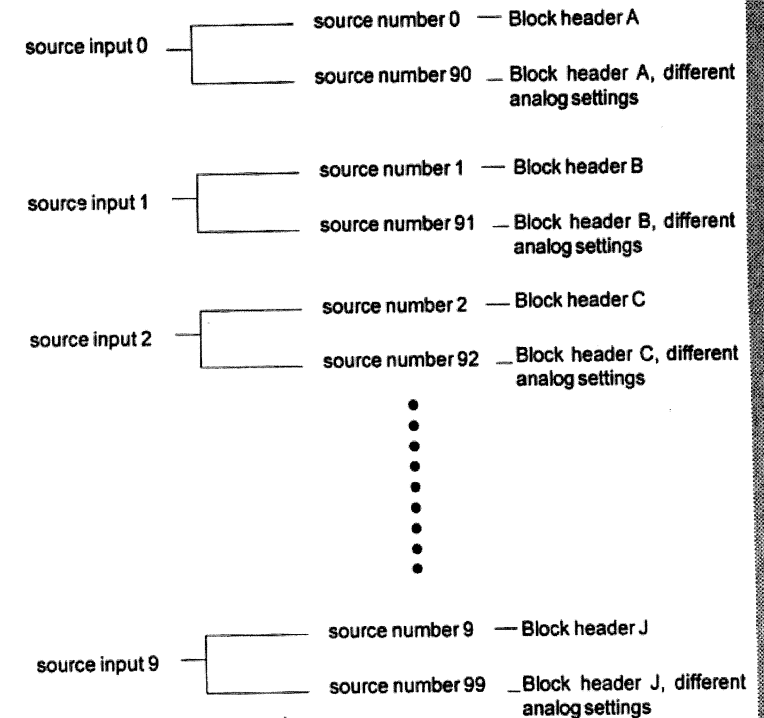 source number 0 — Block header A
source input 0
source number 90 — Block header A, different
analog settings
source number 1 — Block header B
source input 1
source number 91 — Block header B, different
analog settings
source number 2 — Block header C
source input 2
source number 92 — Block header C, different
analog settings
source number 9 — Block header J
source input 9
source number 99 — Block header J, different
analog settings